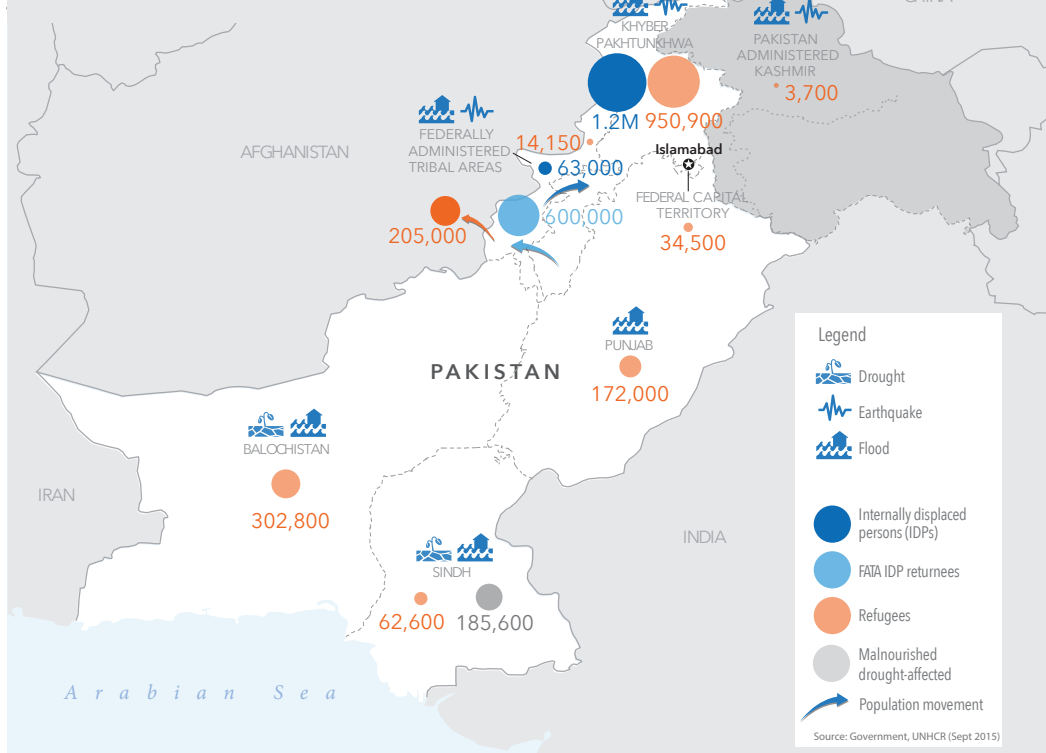 CHINA
KHYBER
PAKHTUNKHWA
PAKISTAN
ADMINISTERED
KASHMIR
3,700
1.2M 950,900
FEDERALLY
ADMINISTERED
TRIBAL AREAS
14,150
63,000
Islamabad
AFGHANISTAN
FEDERAL CAPITAL
TERRITORY
34,500
600,000
205,000
PUNJAB
172,000
PAKISTAN
BALOCHISTAN
302,800
IRAN
INDIA
SINDH
62,600 185,600
Arabian Sea
Legend
Drought
Earthquake
Flood
Internally displaced
persons (IDPs)
FATA IDP returnees
Refugees
Malnourished
drought-affected
Population movement
Source: Government, UNHCR (Sept 2015)